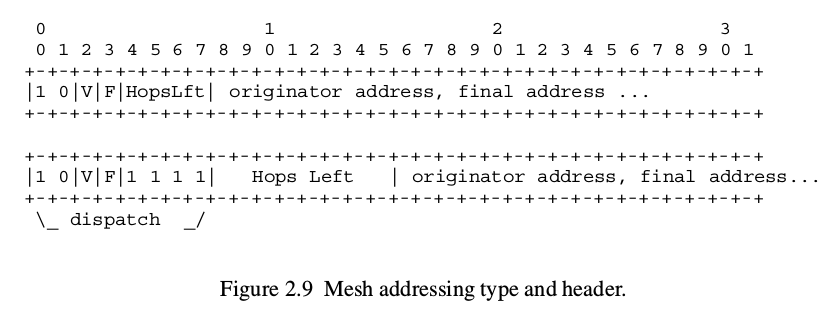 0                   1                   2                   3
0 1 2 3 4 5 6 7 8 9 0 1 2 3 4 5 6 7 8 9 0 1 2 3 4 5 6 7 8 9 0 1
+-+-+-+-+-+-+-+-+-+-+-+-+-+-+-+-+-+-+-+-+-+-+-+-+-+-+-+-+-+-+-+-+
|1 0|V|F|HopsLft| originator address, final address ...
+-+-+-+-+-+-+-+-+-+-+-+-+-+-+-+-+-+-+-+-+-+-+-+-+-+-+-+-+-+-+-+-+
+-+-+-+-+-+-+-+-+-+-+-+-+-+-+-+-+-+-+-+-+-+-+-+-+-+-+-+-+-+-+-+-+
|1 0|V|F|1 1 1 1|   Hops Left   | originator address, final address...
+-+-+-+-+-+-+-+-+-+-+-+-+-+-+-+-+-+-+-+-+-+-+-+-+-+-+-+-+-+-+-+-+
\_ dispatch  _/
Figure 2.9 Mesh addressing type and header.